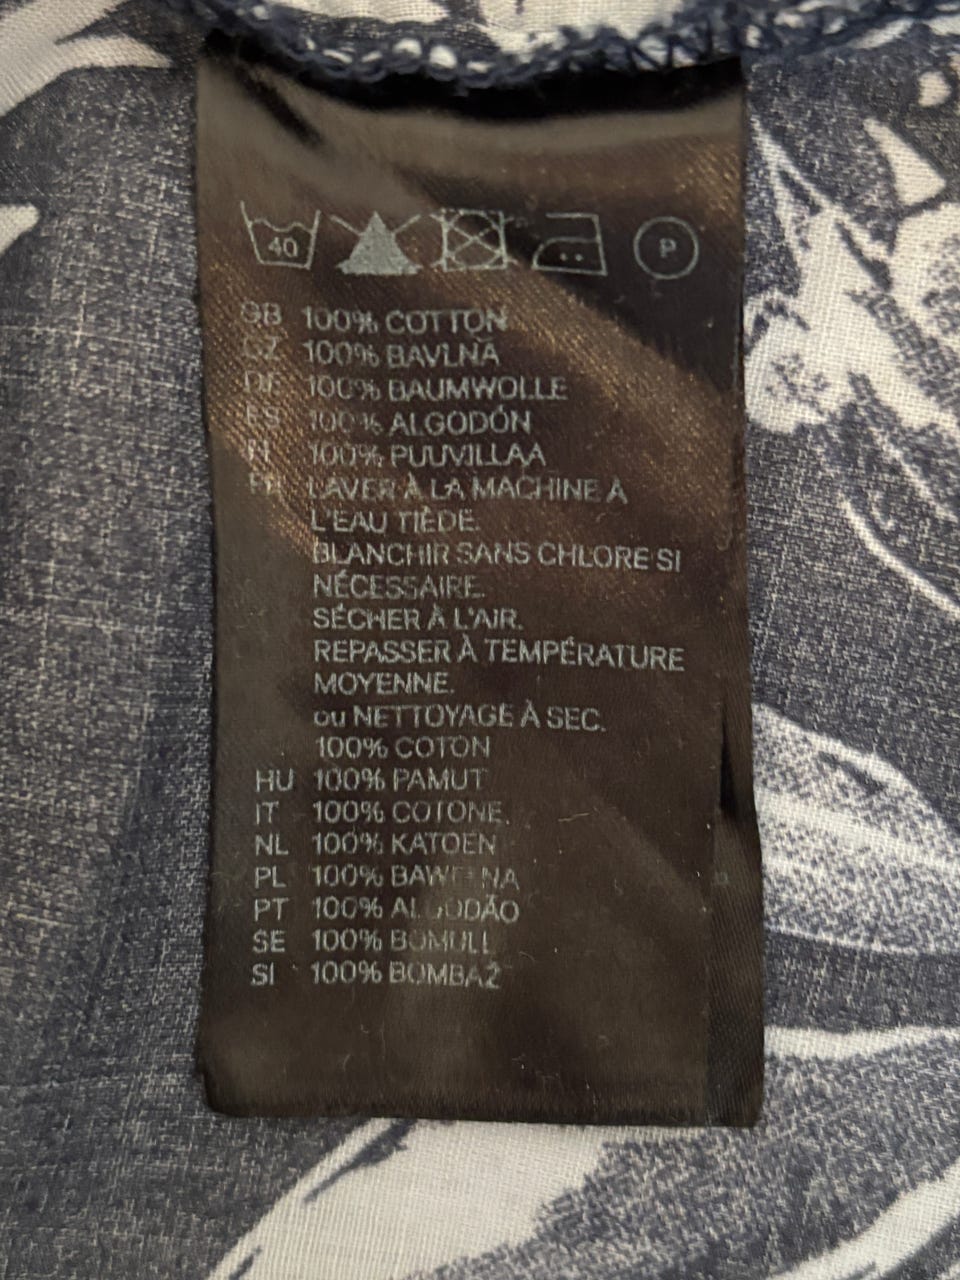 40 P
GB 100% COTTON
CZ 100% BAVLNĀ
DE 100% BAUMWOLLE
ES 100% ALGODÓN
FI 100% PUUVILLAA
FR LAVER À LA MACHINE À
L'EAU TIÈDE.
BLANCHIR SANS CHLORE SI
NÉCESSAIRE.
SÉCHER À L'AIR.
REPASSER À TEMPÉRATURE
MOYENNE.
ou NETTOYAGE À SEC.
100% COTON
HU 100% PAMUT
IT 100% COTONE.
NL 100% KATOEN
PL 100% BAWEŁNA
PT 100% ALGODÃO
SE 100% BOMULL
SI 100% BOMBAŽ